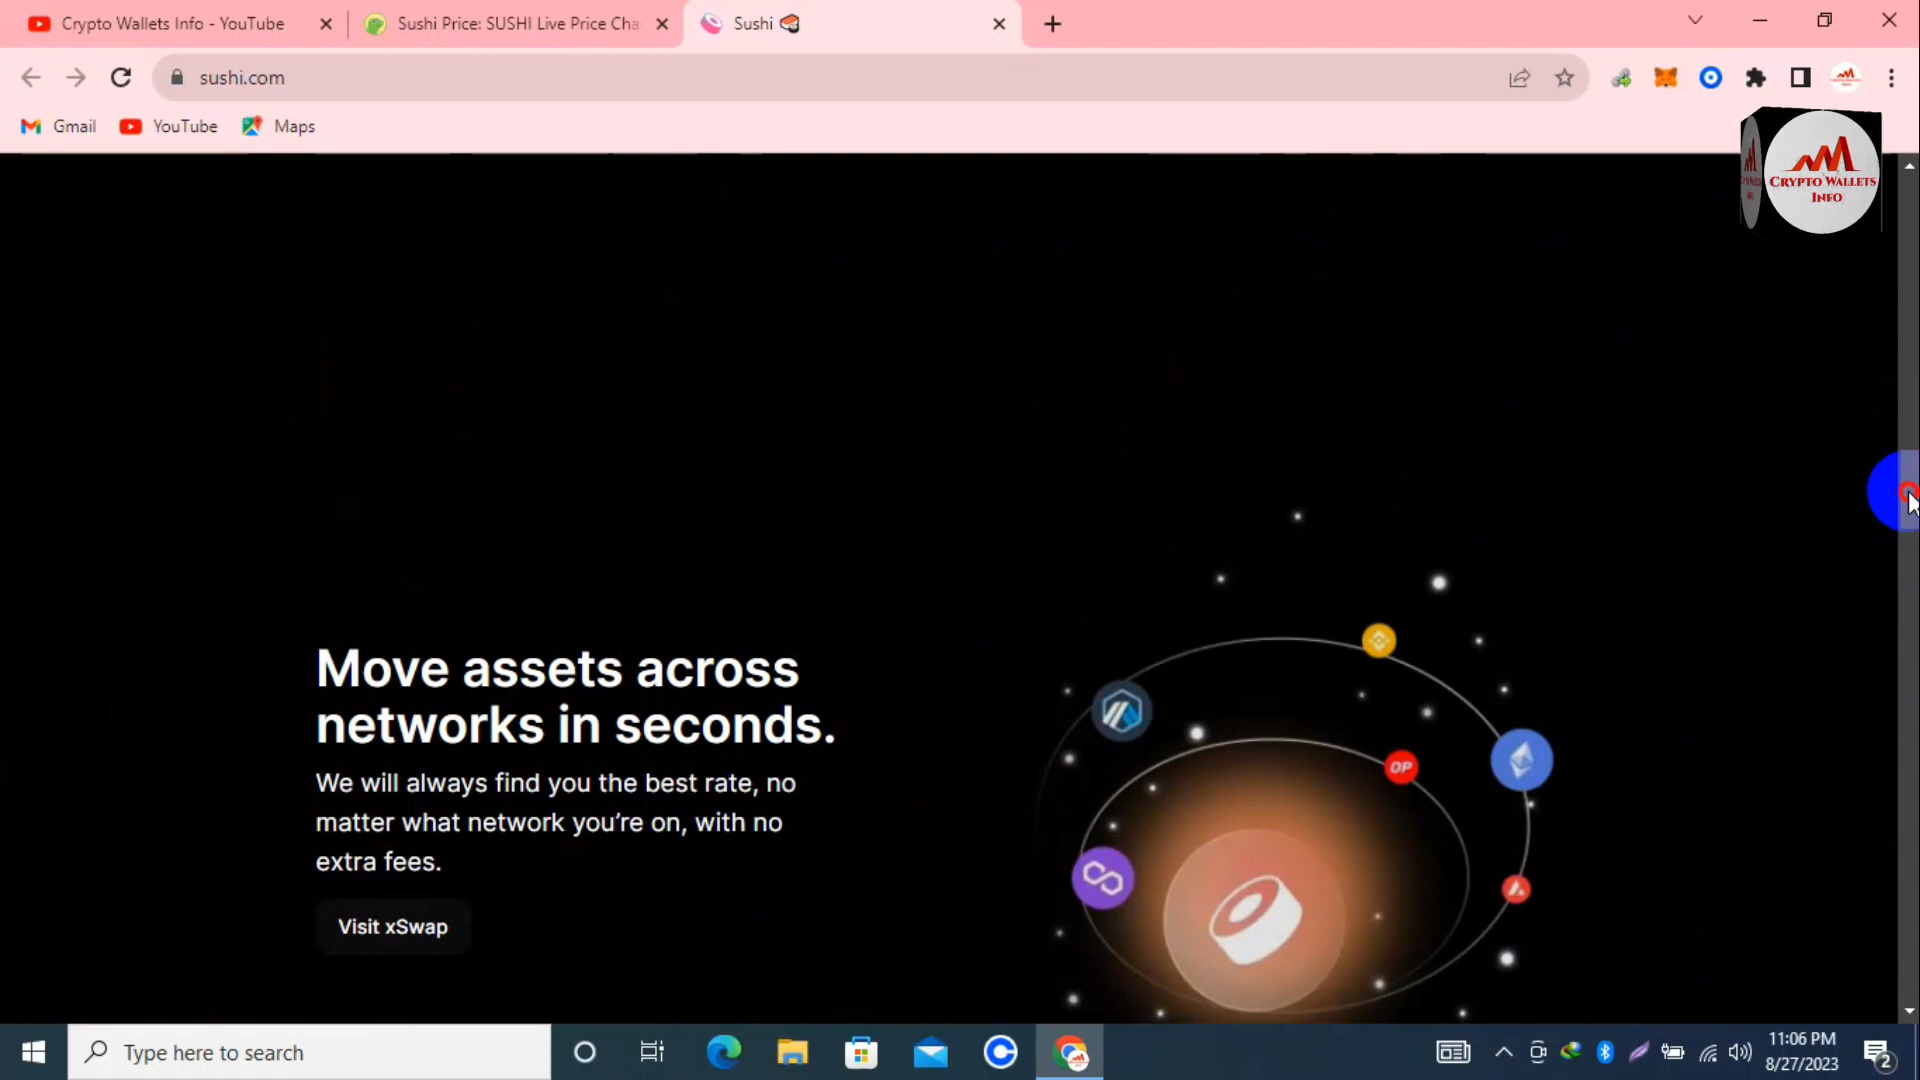 Crypto Wallets Info - YouTube
Sushi Price: SUSHI Live Price Cha
Sushi
sushi.com
Gmail
YouTube
Maps
CRYPTO WALLETS
INFO
Move assets across
networks in seconds.
We will always find you the best rate, no
matter what network you're on, with no
extra fees.
Visit xSwap
OP
Type here to search
11:06 PM
8/27/2023
2